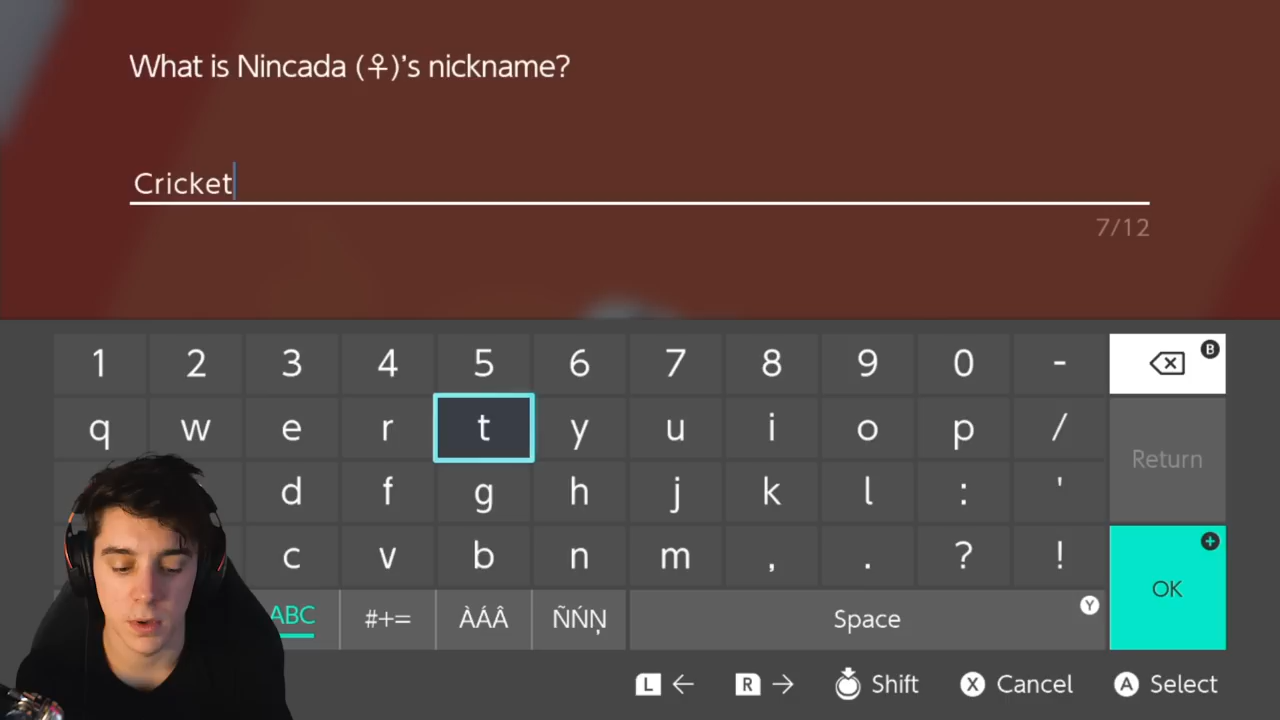 What is Nincada (♀)'s nickname?
Cricket
7/12
1 2 3 4 5 6 7 8 9 0 - B
q w e r t y u i o p / Return
d f g h j k l : ' +
c v b n m , . ? ! OK
ABC #+= ÀÁÂ ÑŃŅ Space Y
L ← R → Shift X Cancel A Select